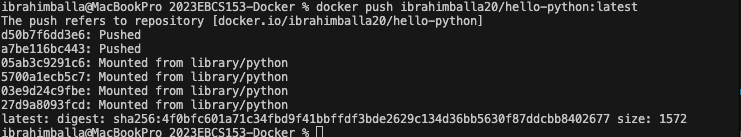 ibrahimballa@MacBookPro 2023EBCS153-Docker % docker push ibrahimballa20/hello-python:latest
The push refers to repository [docker.io/ibrahimballa20/hello-python]
d50b7f6dd3e6: Pushed
a7be116bc443: Pushed
05ab3c9291c6: Mounted from library/python
5700a1ecb5c7: Mounted from library/python
03e9d24c9fbe: Mounted from library/python
27d9a8093fcd: Mounted from library/python
latest: digest: sha256:4f0bfc601a71c34fbd9f41bbffdf3bde2629c134d36bb5630f87ddcbb8402677 size: 1572
ibrahimballa@MacBookPro 2023EBCS153-Docker %